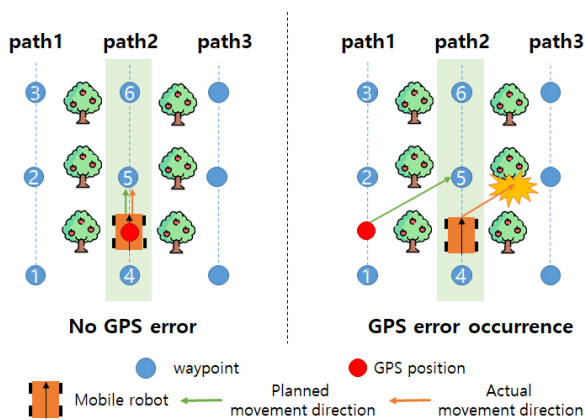 path1 path2 path3
3 6
2 5
1 4
No GPS error
path1 path2 path3
3 6
2 5
1 4
GPS error occurrence
waypoint
GPS position
Mobile robot
Planned
movement direction
Actual
movement direction